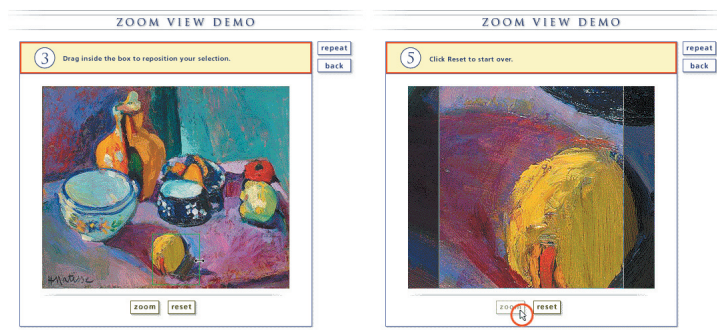 ZOOM VIEW DEMO
3 Drag inside the box to reposition your selection.
repeat
back
H. Matisse
zoom reset
ZOOM VIEW DEMO
5 Click Reset to start over.
repeat
back
zoom reset